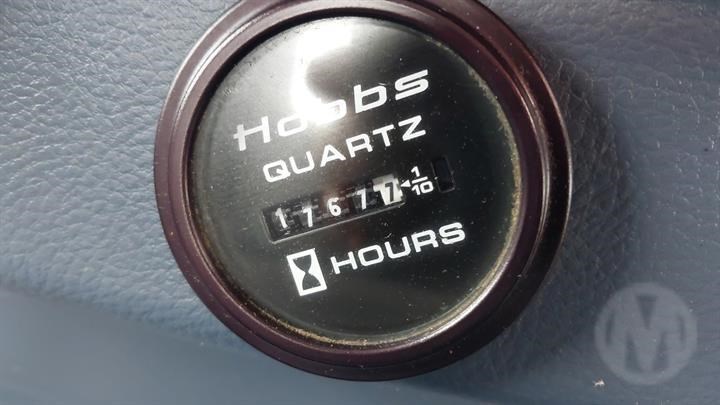 Hobbs
QUARTZ
17677 1/10
HOURS
M